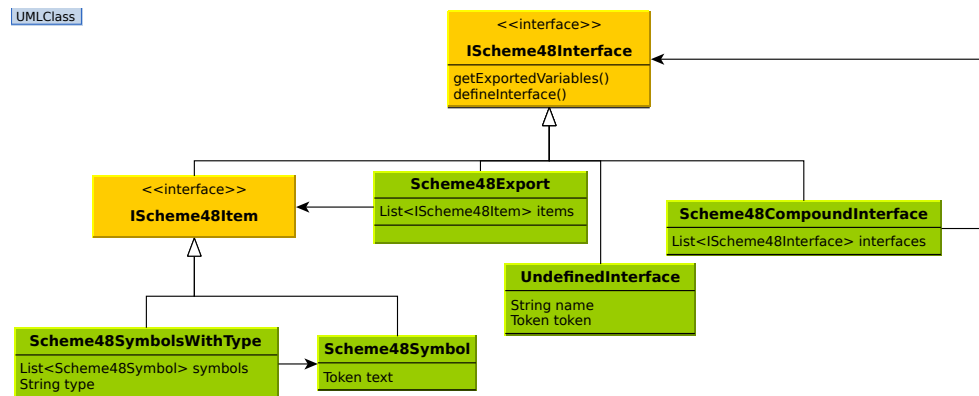 UMLClass
<<interface>>
IScheme48Interface
getExportedVariables()
defineInterface()
<<interface>>
IScheme48Item
Scheme48Export
List<IScheme48Item> items
Scheme48CompoundInterface
List<IScheme48Interface> interfaces
UndefinedInterface
String name
Token token
Scheme48SymbolsWithType
List<Scheme48Symbol> symbols
String type
Scheme48Symbol
Token text